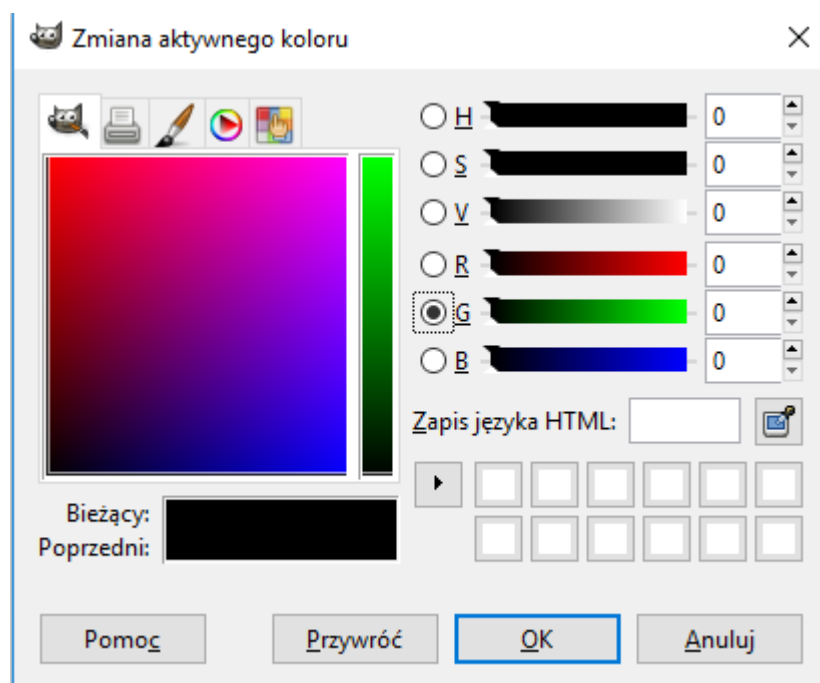 Zmiana aktywnego koloru
H 0
S 0
V 0
R 0
G 0
B 0
Zapis języka HTML:
Bieżący:
Poprzedni:
Pomoc Przywróć OK Anuluj